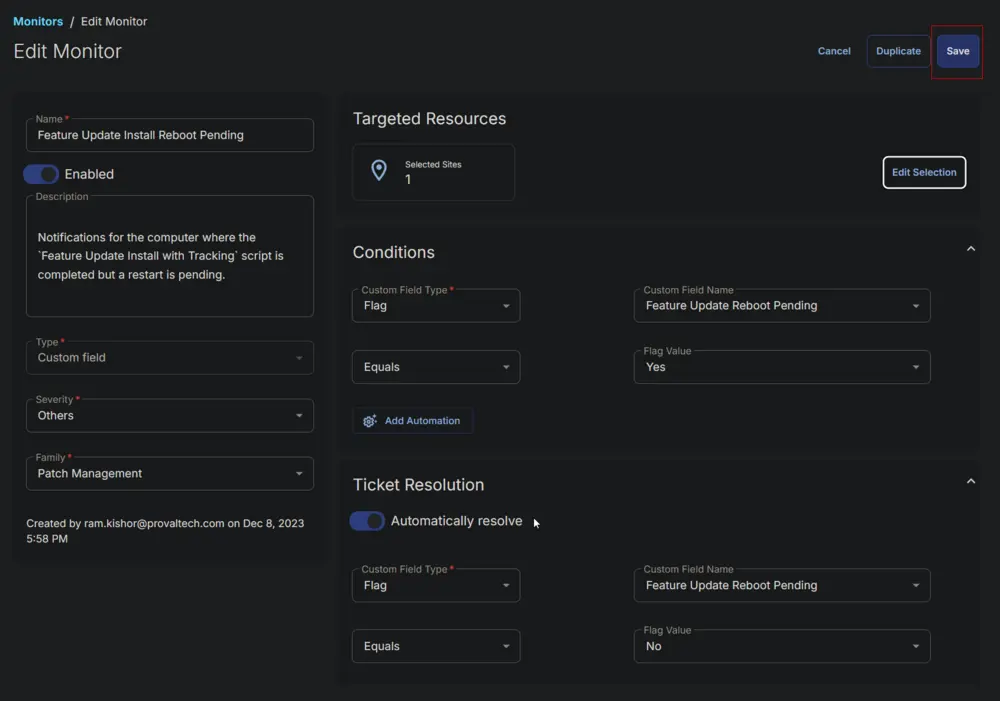 Monitors / Edit Monitor
Edit Monitor
Cancel
Duplicate
Save
Name *
Feature Update Install Reboot Pending
Enabled
Description
Notifications for the computer where the
`Feature Update Install with Tracking` script is
completed but a restart is pending.
Type *
Custom field
Severity *
Others
Family *
Patch Management
Created by ram.kishor@provaltech.com on Dec 8, 2023
5:58 PM
Targeted Resources
Selected Sites
1
Edit Selection
Conditions
Custom Field Type *
Flag
Custom Field Name
Feature Update Reboot Pending
Equals
Flag Value
Yes
Add Automation
Ticket Resolution
Automatically resolve
Custom Field Type *
Flag
Custom Field Name
Feature Update Reboot Pending
Equals
Flag Value
No